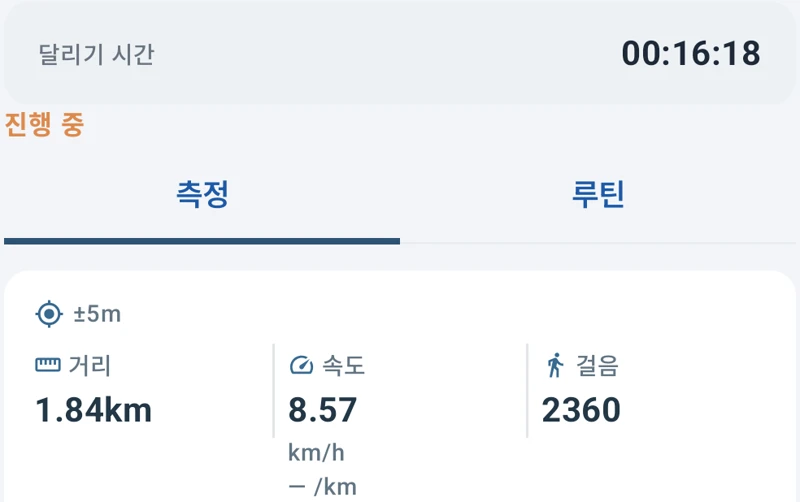 달리기 시간 00:16:18
진행 중
측정 루틴
±5m
거리 속도 걸음
1.84km 8.57 2360
km/h
— /km